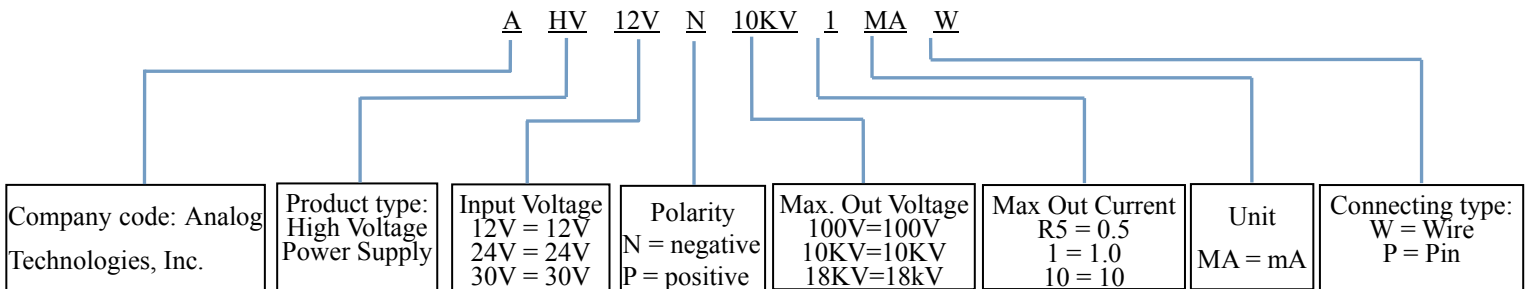 A HV 12V N 10KV 1 MA W
Company code: Analog
Technologies, Inc.
Product type:
High Voltage
Power Supply
Input Voltage
12V = 12V
24V = 24V
30V = 30V
Polarity
N = negative
P = positive
Max. Out Voltage
100V=100V
10KV=10KV
18KV=18kV
Max Out Current
R5 = 0.5
1 = 1.0
10 = 10
Unit
MA = mA
Connecting type:
W = Wire
P = Pin